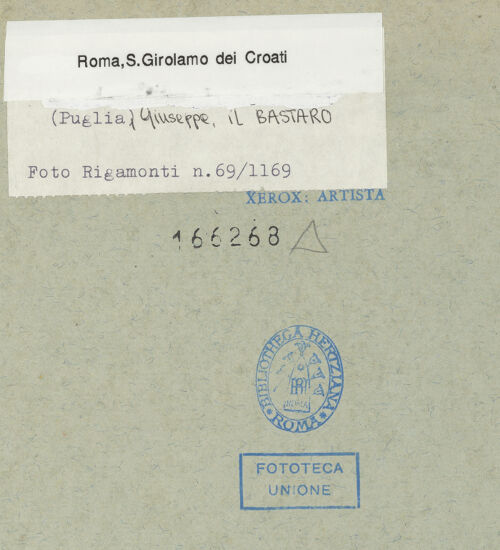 Roma,S.Girolamo dei Croati
(Puglia) Giuseppe, IL BASTARO
Foto Rigamonti n.69/1169
XEROX: ARTISTA
166268
BIBLIOTHECA HERTZIANA
ROMA
FOTOTECA
UNIONE